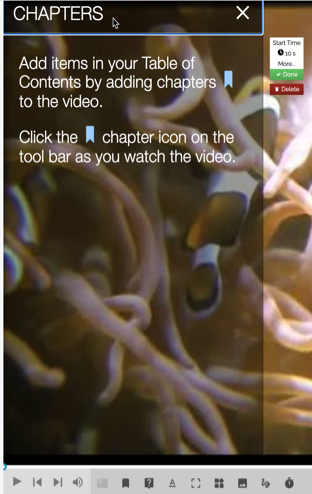 CHAPTERS
Add items in your Table of
Contents by adding chapters
to the video.
Click the chapter icon on the
tool bar as you watch the video.
Start Time
10 s
More...
Done
Delete